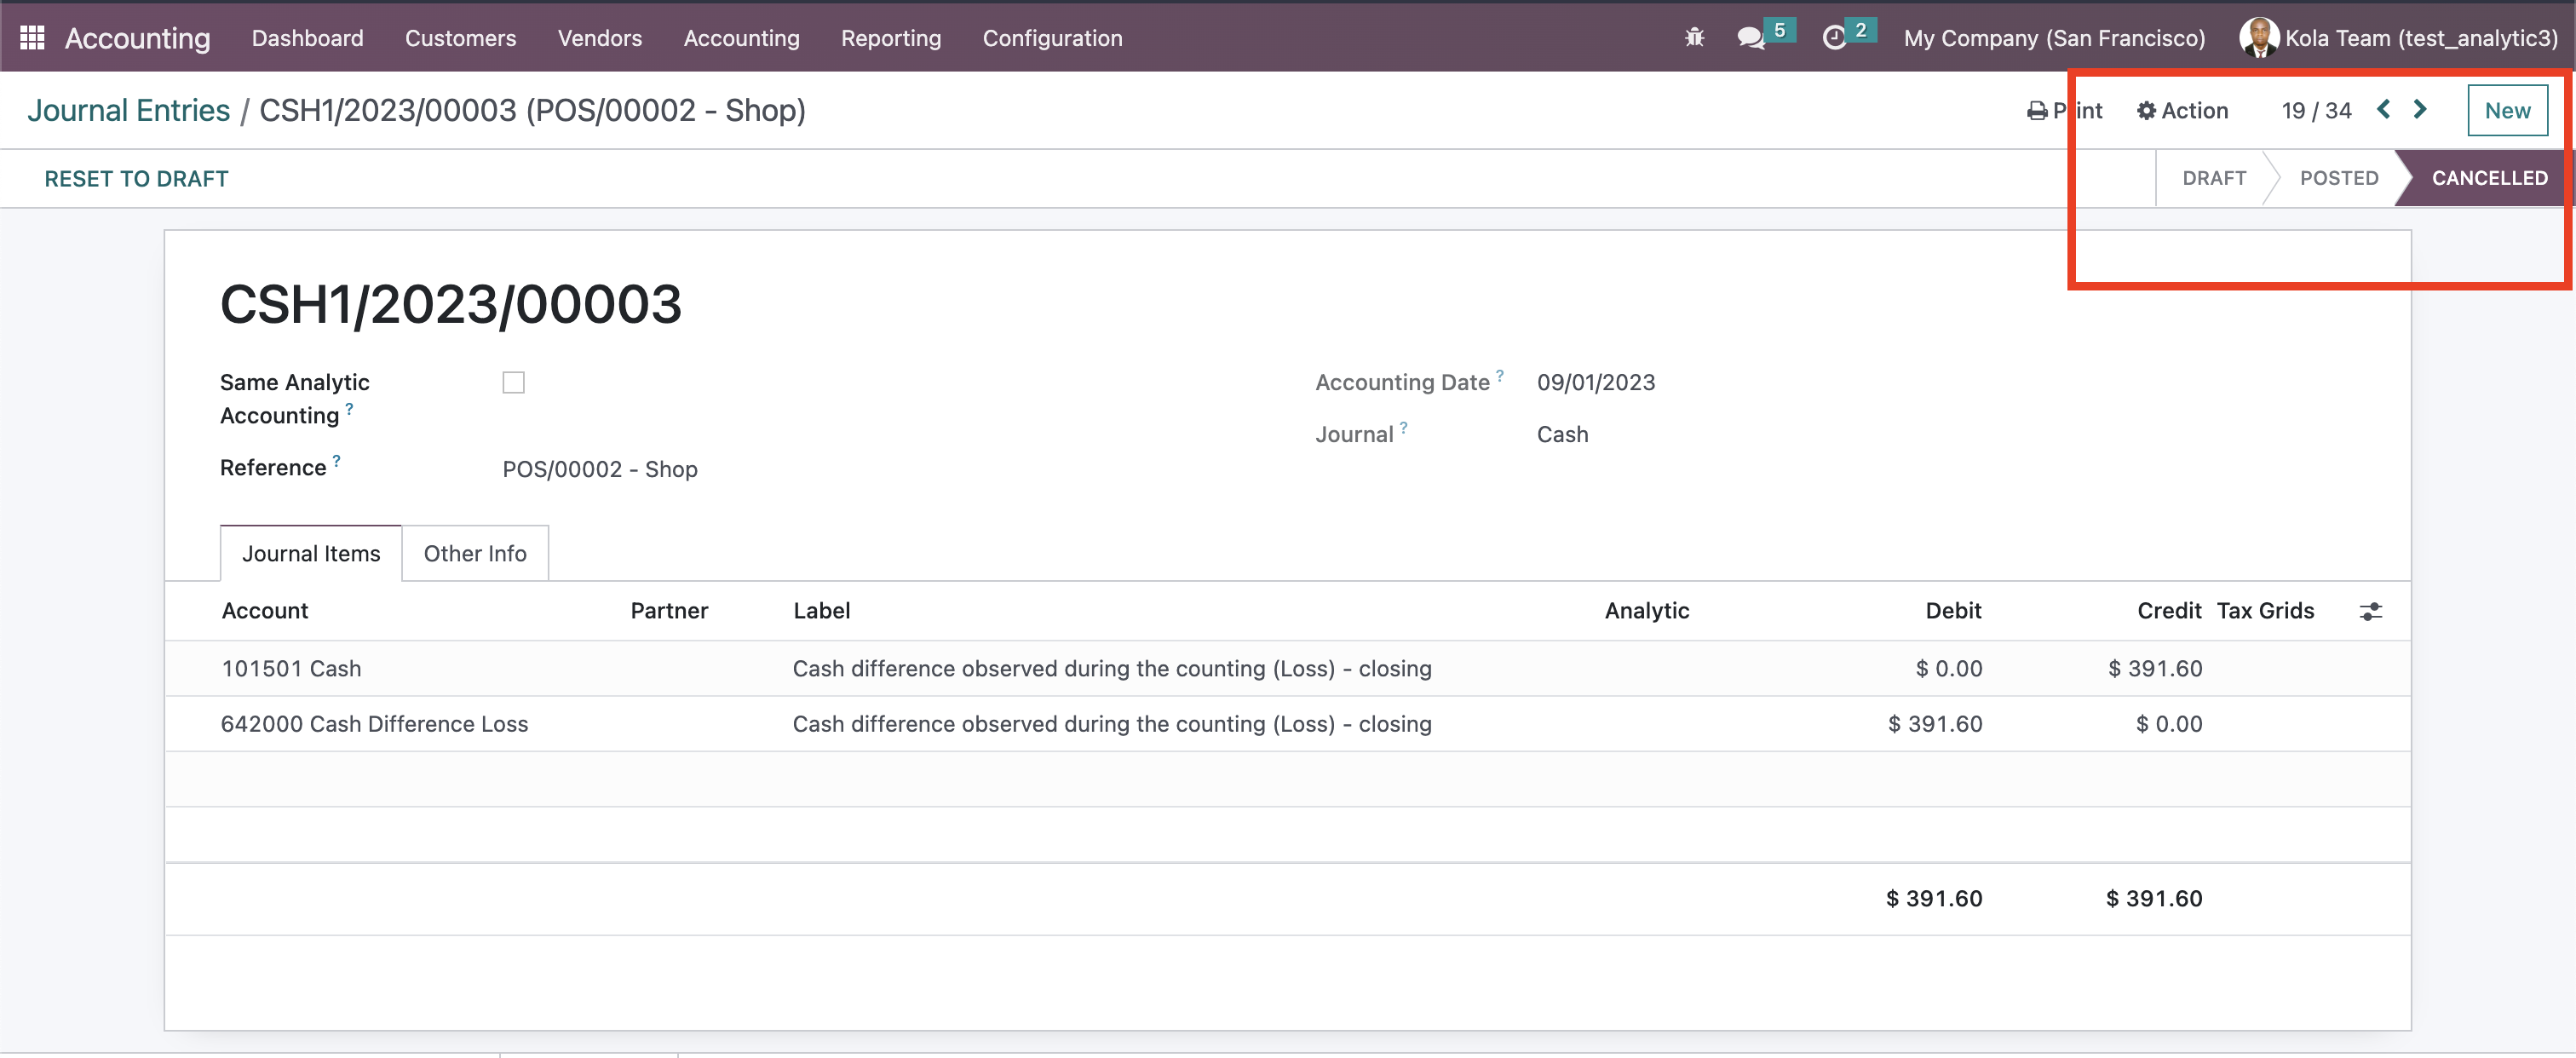 Accounting Dashboard Customers Vendors Accounting Reporting Configuration 5 2 My Company (San Francisco) Kola Team (test_analytic3)
Journal Entries / CSH1/2023/00003 (POS/00002 - Shop) Print Action 19 / 34 New
RESET TO DRAFT DRAFT POSTED CANCELLED
CSH1/2023/00003
Same Analytic Accounting ?
Accounting Date ? 09/01/2023
Journal ? Cash
Reference ? POS/00002 - Shop
Journal Items Other Info
Account Partner Label Analytic Debit Credit Tax Grids
101501 Cash Cash difference observed during the counting (Loss) - closing $ 0.00 $ 391.60
642000 Cash Difference Loss Cash difference observed during the counting (Loss) - closing $ 391.60 $ 0.00
$ 391.60 $ 391.60